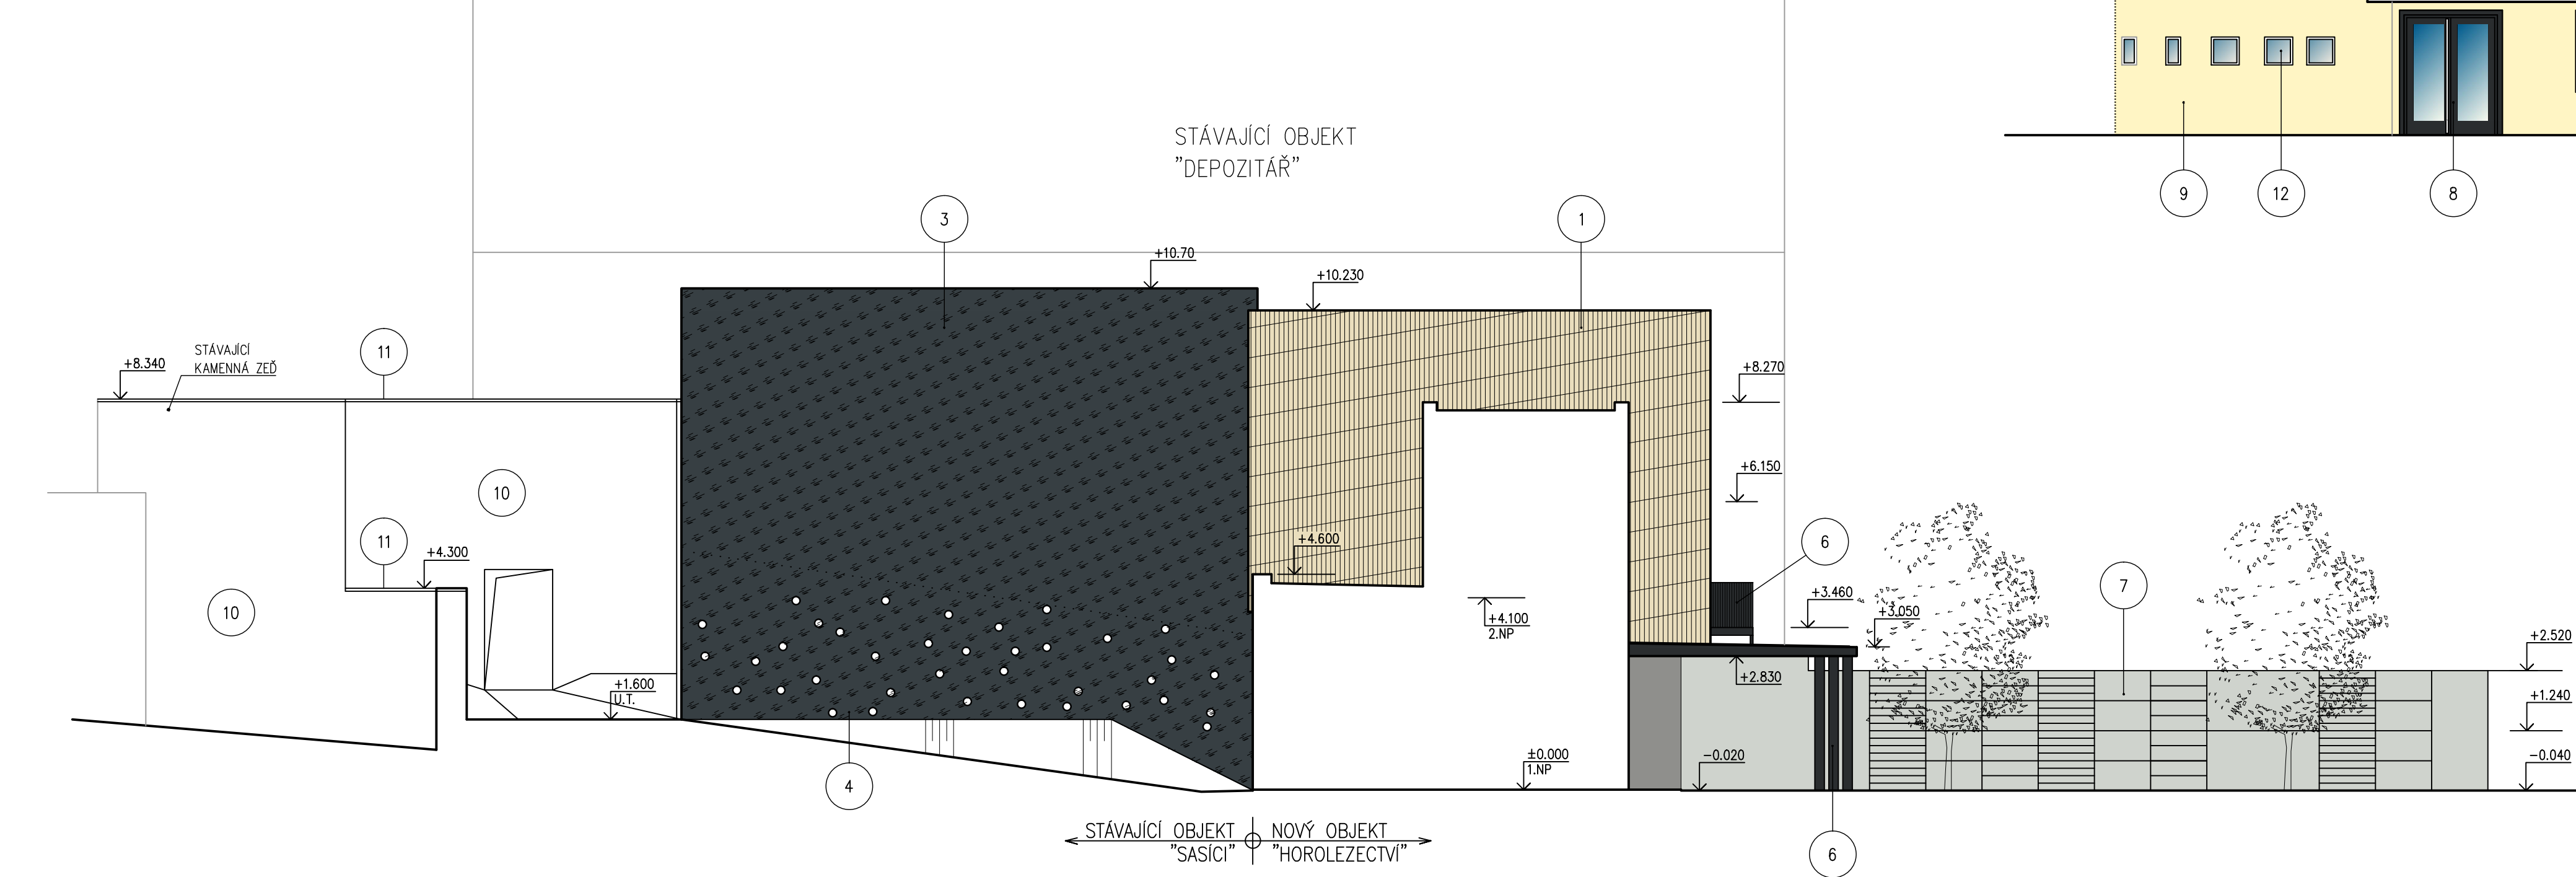 STÁVAJÍCÍ OBJEKT
"DEPOZITÁŘ"
9
12
8
3
1
+10.70
+10.230
11
STÁVAJÍCÍ
KAMENNÁ ZEĎ
+8.340
+8.270
+6.150
10
11
+4.300
+4.600
6
7
10
+4.100
2.NP
+3.460
+3.050
+2.520
+1.600
U.T.
+2.830
+1.240
±0.000
1.NP
-0.020
-0.040
4
STÁVAJÍCÍ OBJEKT
"SASÍCI"
NOVÝ OBJEKT
"HOROLEZECTVÍ"
6